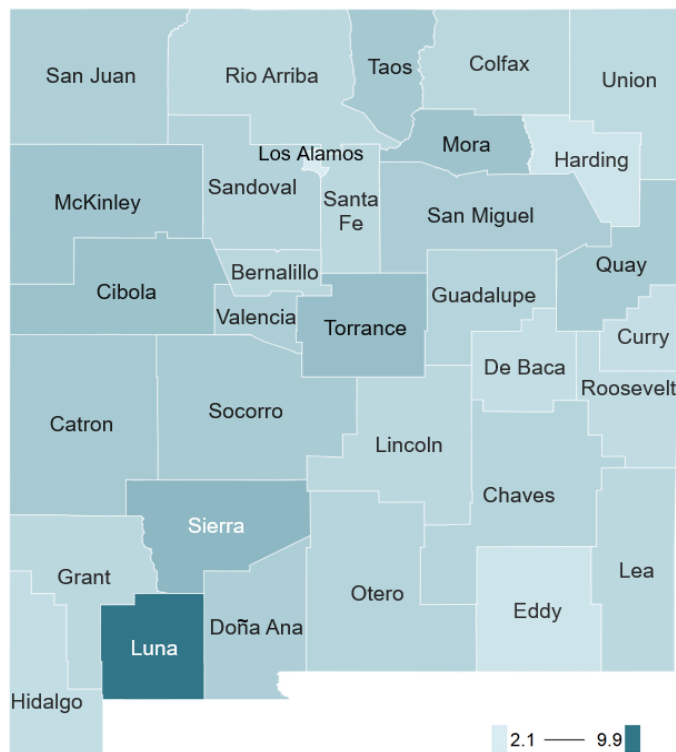 San Juan
Rio Arriba
Taos
Colfax
Union
Los Alamos
Mora
Harding
McKinley
Sandoval
Santa
Fe
San Miguel
Cibola
Bernalillo
Quay
Valencia
Torrance
Guadalupe
Curry
De Baca
Roosevelt
Catron
Socorro
Lincoln
Chaves
Sierra
Grant
Otero
Lea
Eddy
Luna
Doña Ana
Hidalgo
2.1 — 9.9